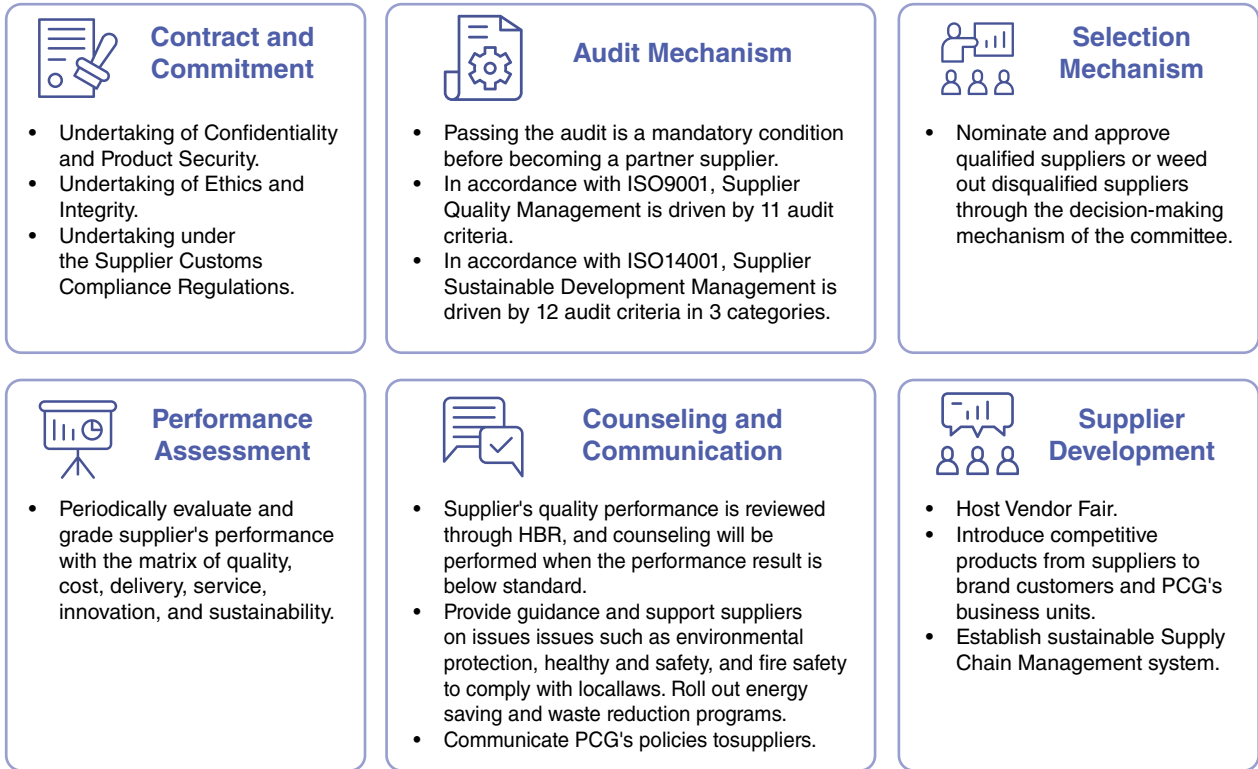 Contract and
Commitment
• Undertaking of Confidentiality
and Product Security.
• Undertaking of Ethics and
Integrity.
• Undertaking under
the Supplier Customs
Compliance Regulations.
Audit Mechanism
• Passing the audit is a mandatory condition
before becoming a partner supplier.
• In accordance with ISO9001, Supplier
Quality Management is driven by 11 audit
criteria.
• In accordance with ISO14001, Supplier
Sustainable Development Management is
driven by 12 audit criteria in 3 categories.
Selection
Mechanism
• Nominate and approve
qualified suppliers or weed
out disqualified suppliers
through the decision-making
mechanism of the committee.
Performance
Assessment
• Periodically evaluate and
grade supplier's performance
with the matrix of quality,
cost, delivery, service,
innovation, and sustainability.
Counseling and
Communication
• Supplier's quality performance is reviewed
through HBR, and counseling will be
performed when the performance result is
below standard.
• Provide guidance and support suppliers
on issues issues such as environmental
protection, healthy and safety, and fire safety
to comply with locallaws. Roll out energy
saving and waste reduction programs.
• Communicate PCG's policies tosuppliers.
Supplier
Development
• Host Vendor Fair.
• Introduce competitive
products from suppliers to
brand customers and PCG's
business units.
• Establish sustainable Supply
Chain Management system.